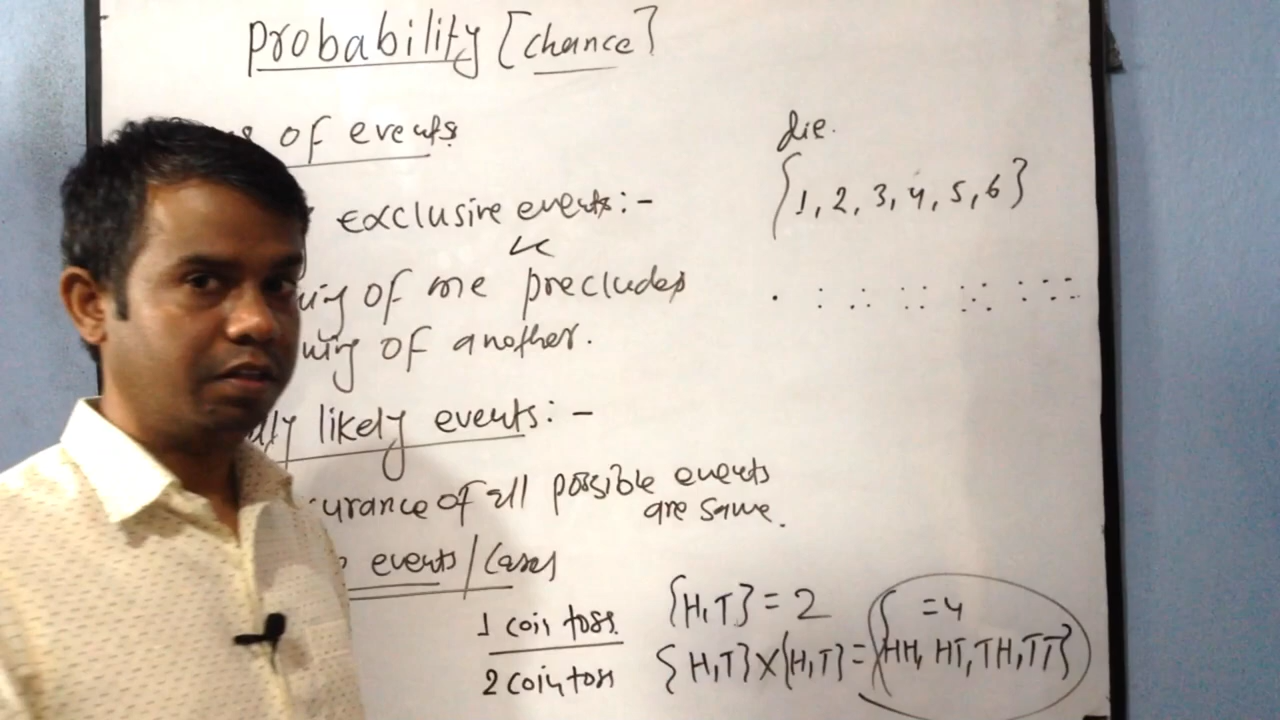 Probability [chance]
of events
exclusive events:-
of one precludes
of another.
likely events:-
of all possible events
are same.
events/Cases
1 coin toss {H,T} = 2
2 coin toss {H,T}X{H,T} = {HH, HT, TH, TT}
=4
die.
{1, 2, 3, 4, 5, 6}